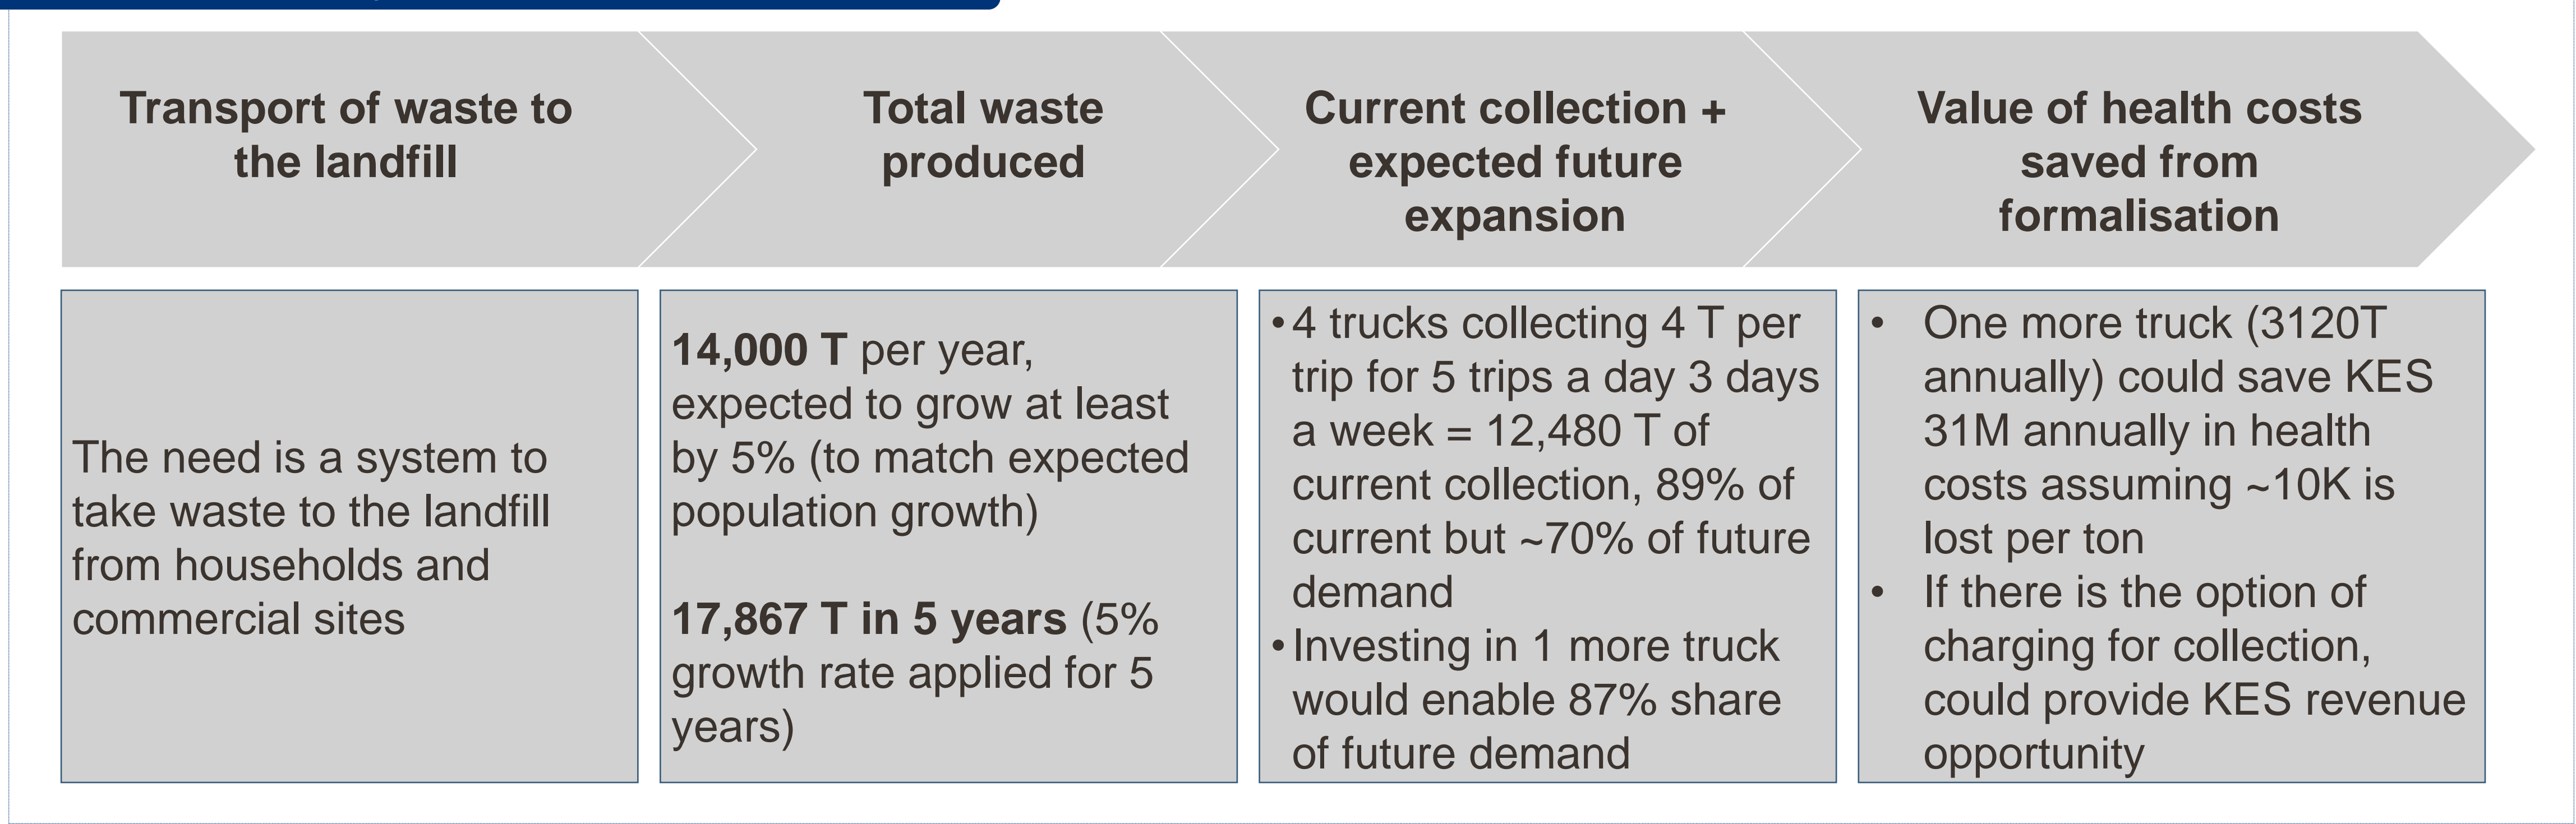 Transport of waste to
the landfill
Total waste
produced
Current collection +
expected future
expansion
Value of health costs
saved from
formalisation
The need is a system to
take waste to the landfill
from households and
commercial sites
14,000 T per year,
expected to grow at least
by 5% (to match expected
population growth)
17,867 T in 5 years (5%
growth rate applied for 5
years)
•4 trucks collecting 4 T per
trip for 5 trips a day 3 days
a week = 12,480 T of
current collection, 89% of
current but ~70% of future
demand
•Investing in 1 more truck
would enable 87% share
of future demand
• One more truck (3120T
annually) could save KES
31M annually in health
costs assuming ~10K is
lost per ton
• If there is the option of
charging for collection,
could provide KES revenue
opportunity